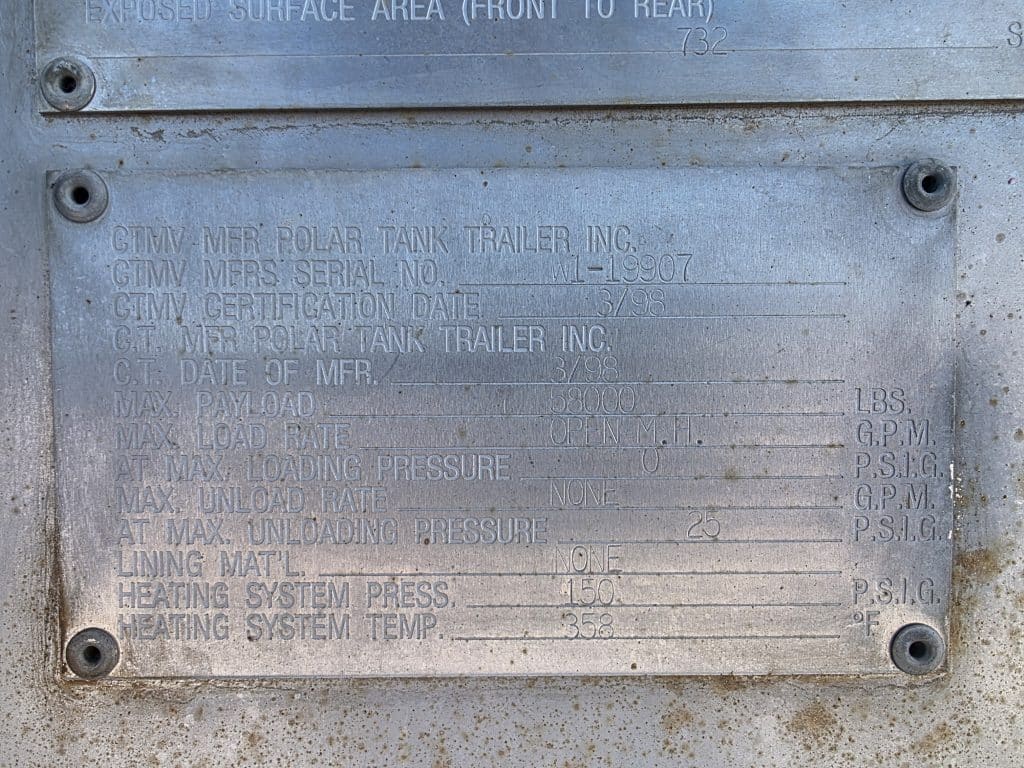 EXPOSED SURFACE AREA (FRONT TO REAR)
732 S
CTMV MFR POLAR TANK TRAILER INC.
CTMV MFRS SERIAL NO. W1-19907
CTMV CERTIFICATION DATE 3/98
C.T. MFR POLAR TANK TRAILER INC.
C.T. DATE OF MFR. 3/98
MAX. PAYLOAD 58000 LBS.
MAX. LOAD RATE OPEN M.H. G.P.M.
AT MAX. LOADING PRESSURE 0 P.S.I.G.
MAX. UNLOAD RATE NONE G.P.M.
AT MAX. UNLOADING PRESSURE 25 P.S.I.G.
LINING MAT'L. NONE
HEATING SYSTEM PRESS. 150 P.S.I.G.
HEATING SYSTEM TEMP. 358 °F